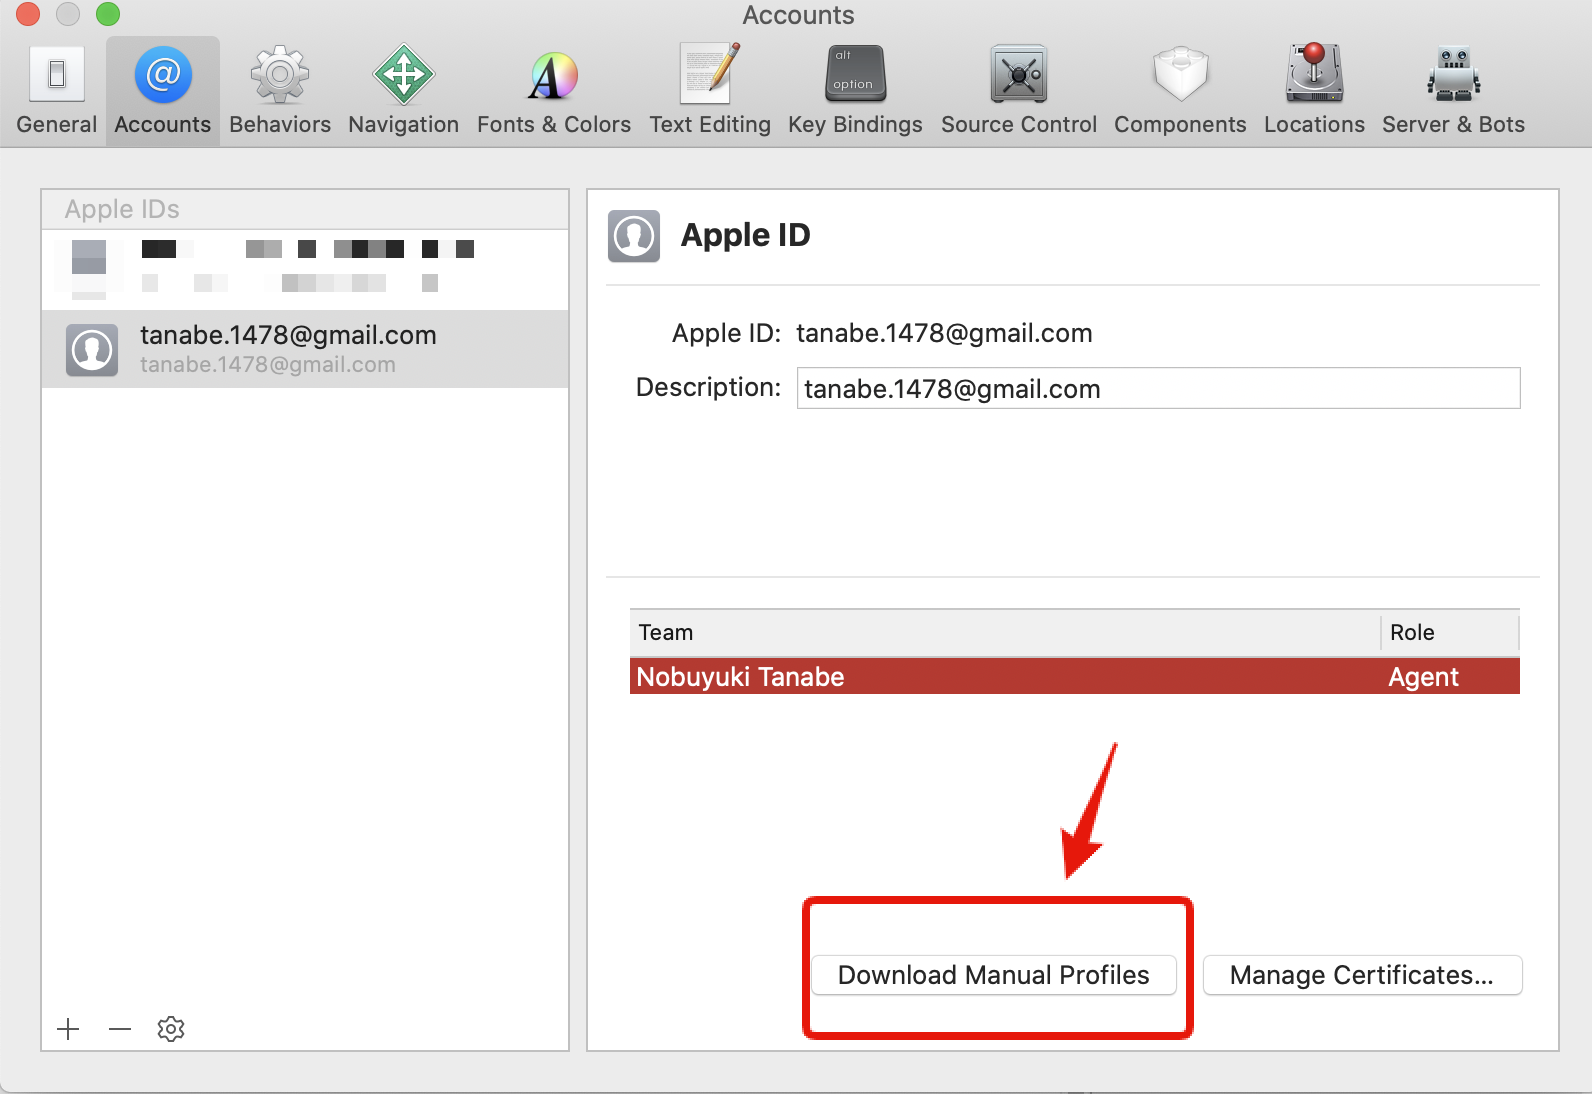 Accounts
General
Accounts
Behaviors
Navigation
Fonts & Colors
Text Editing
alt
option
Key Bindings
Source Control
Components
Locations
Server & Bots
Apple IDs
tanabe.1478@gmail.com
tanabe.1478@gmail.com
Apple ID
Apple ID: tanabe.1478@gmail.com
Description: tanabe.1478@gmail.com
Team Role
Nobuyuki Tanabe Agent
Download Manual Profiles
Manage Certificates...